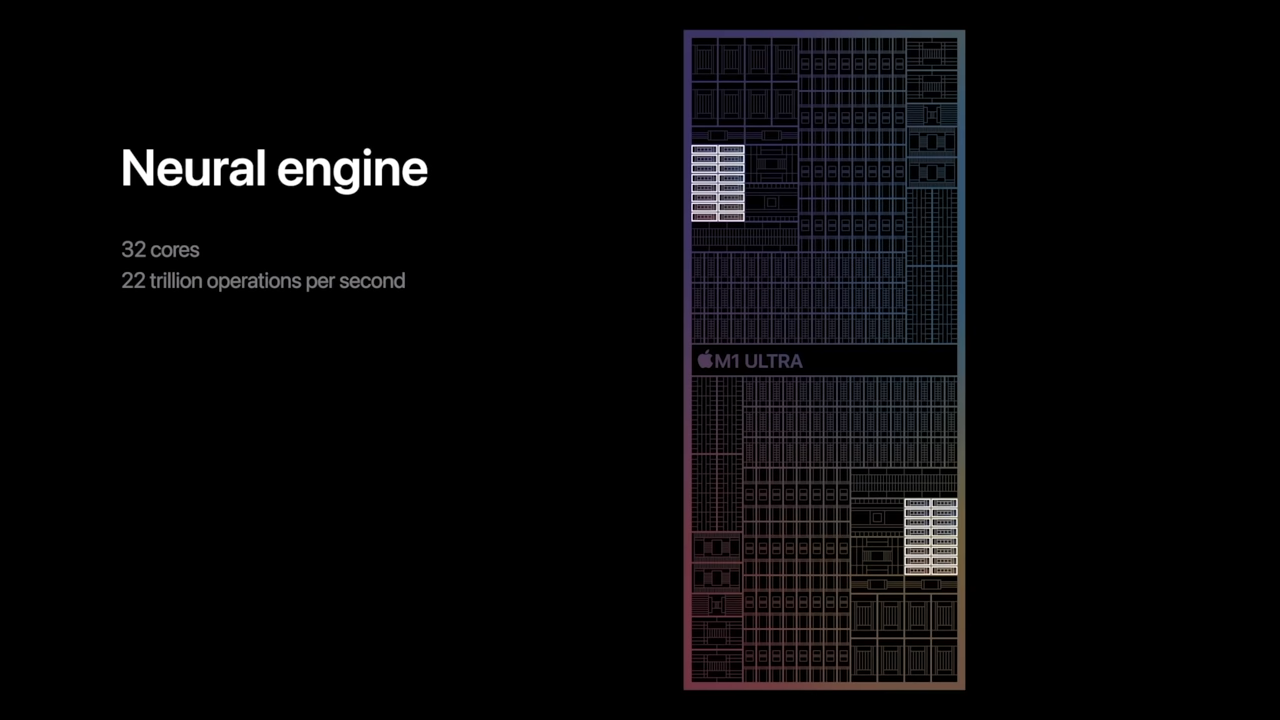 Neural engine
32 cores
22 trillion operations per second
M1 ULTRA